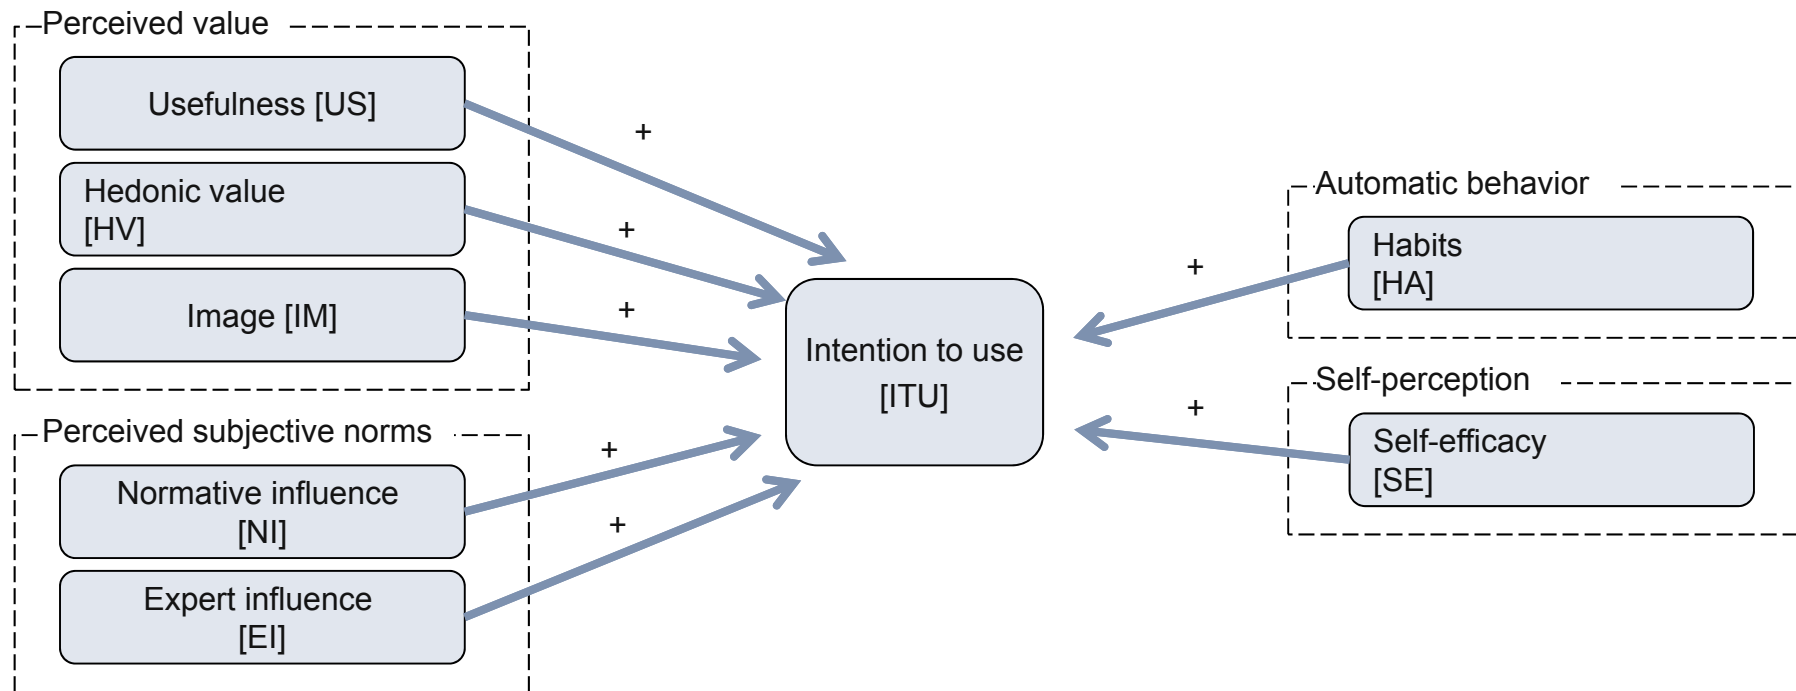 Perceived value
Usefulness [US]
+
Hedonic value
[HV]
+
Image [IM]
+
Perceived subjective norms
Normative influence
[NI]
+
Expert influence
[EI]
+
Intention to use
[ITU]
Automatic behavior
Habits
[HA]
+
Self-perception
Self-efficacy
[SE]
+